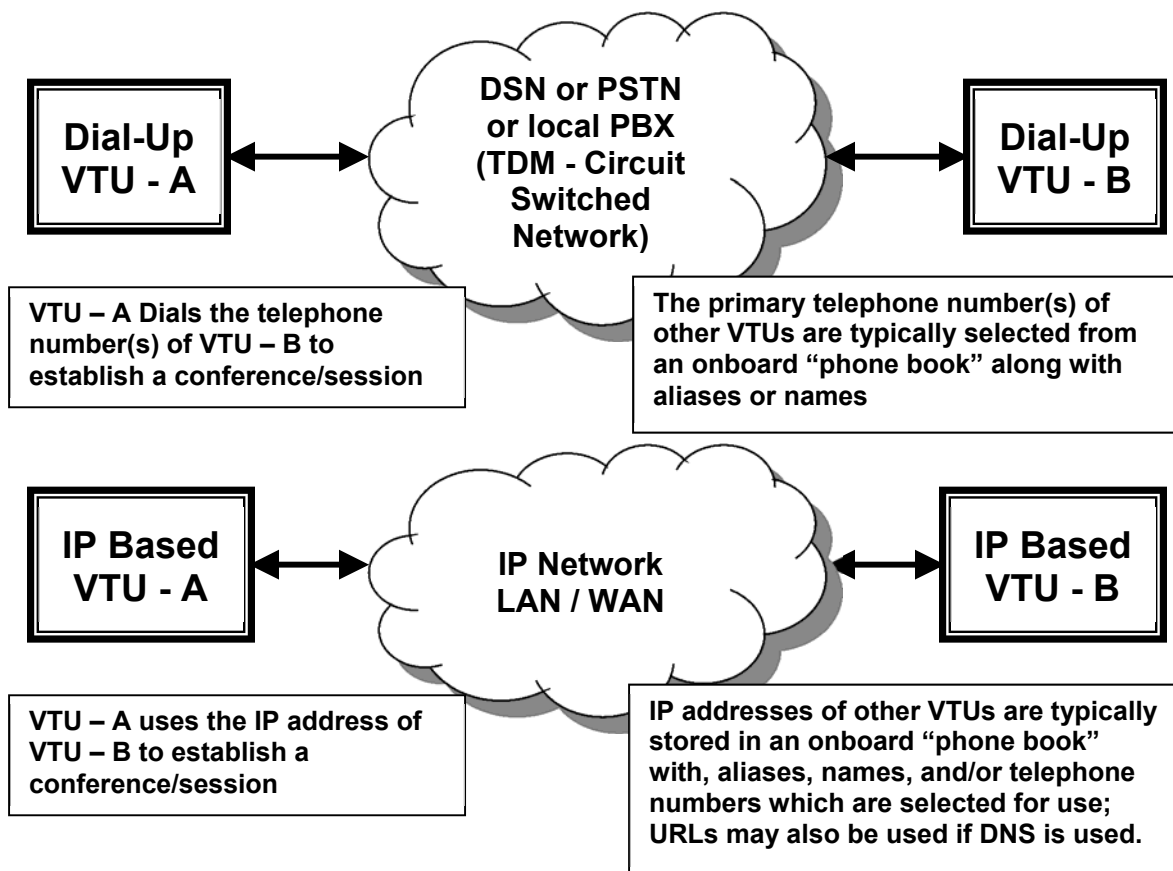 Dial-Up
VTU - A
DSN or PSTN
or local PBX
(TDM - Circuit
Switched
Network)
Dial-Up
VTU - B
VTU – A Dials the telephone
number(s) of VTU – B to
establish a conference/session
The primary telephone number(s) of
other VTUs are typically selected from
an onboard “phone book” along with
aliases or names
IP Based
VTU - A
IP Network
LAN / WAN
IP Based
VTU - B
VTU – A uses the IP address of
VTU – B to establish a
conference/session
IP addresses of other VTUs are typically
stored in an onboard “phone book”
with, aliases, names, and/or telephone
numbers which are selected for use;
URLs may also be used if DNS is used.